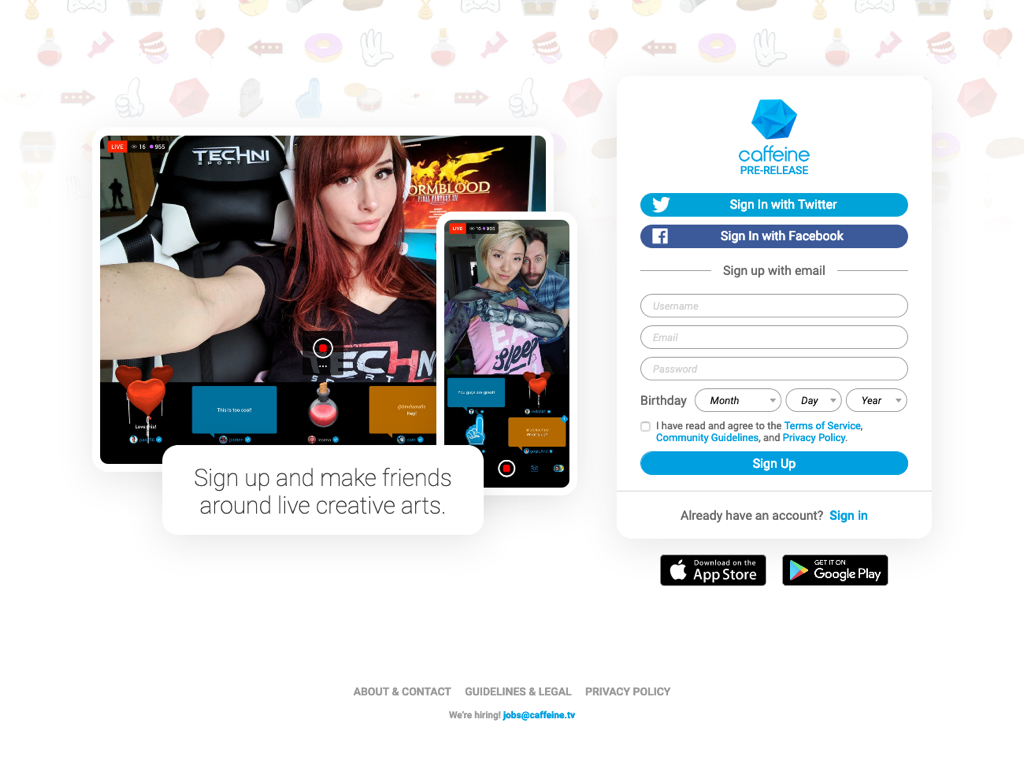 LIVE 16 955
TECHNI
SPORT
ORMBLOOD
FINAL FANTASY XIV
TECHNI
SPORT
Love this!
This is too cool!
Hey!
LIVE 16 955
SLEEP
You guys are great!
Sign up and make friends
around live creative arts.
caffeine
PRE-RELEASE
Sign In with Twitter
Sign In with Facebook
Sign up with email
Username
Email
Password
Birthday Month Day Year
I have read and agree to the Terms of Service,
Community Guidelines, and Privacy Policy.
Sign Up
Already have an account? Sign in
Download on the
App Store
GET IT ON
Google Play
ABOUT & CONTACT GUIDELINES & LEGAL PRIVACY POLICY
We're hiring! jobs@caffeine.tv